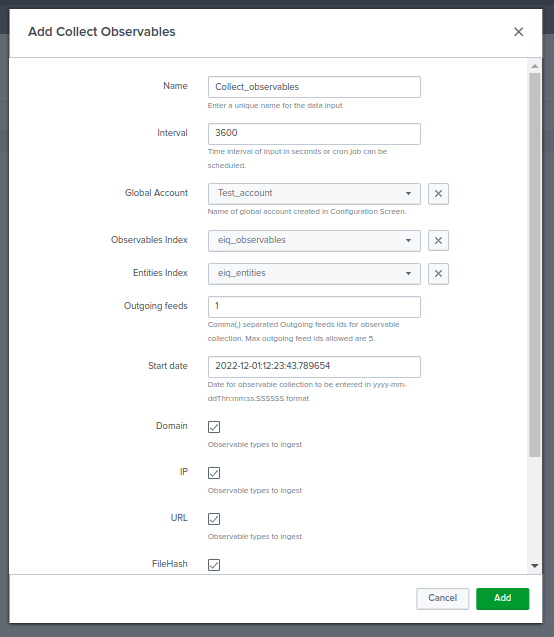 Add Collect Observables
Name
Collect_observables
Enter a unique name for the data input
Interval
3600
Time interval of input in seconds or cron job can be
scheduled.
Global Account
Test_account
Name of global account created in Configuration Screen.
Observables Index
eiq_observables
Entities Index
eiq_entities
Outgoing feeds
1
Comma(,) separated Outgoing feeds ids for observable
collection. Max outgoing feed ids allowed are 5,
Start date
2022-12-01:12:23:43.789654
Date for observable collection to be entered in yyyy-mm-
ddThh:mm:ss.SSSSSS format
Domain
Observable types to ingest
IP
Observable types to ingest
URL
Observable types to ingest
FileHash
Cancel
Add